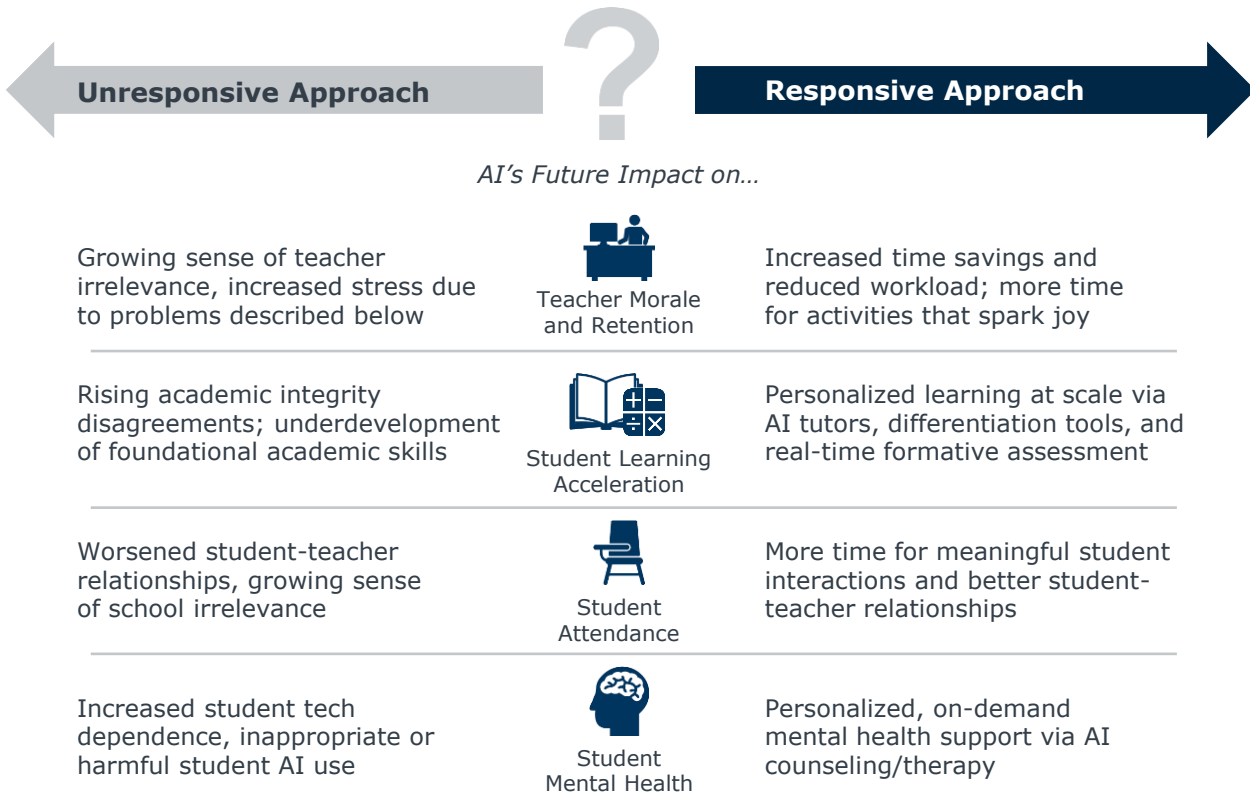 ?
Unresponsive Approach
Responsive Approach
AI’s Future Impact on…
Growing sense of teacher
irrelevance, increased stress due
to problems described below
Teacher Morale
and Retention
Increased time savings and
reduced workload; more time
for activities that spark joy
Rising academic integrity
disagreements; underdevelopment
of foundational academic skills
+ −
÷ ×
Student Learning
Acceleration
Personalized learning at scale via
AI tutors, differentiation tools, and
real-time formative assessment
Worsened student-teacher
relationships, growing sense
of school irrelevance
Student
Attendance
More time for meaningful student
interactions and better student-
teacher relationships
Increased student tech
dependence, inappropriate or
harmful student AI use
Student
Mental Health
Personalized, on-demand
mental health support via AI
counseling/therapy